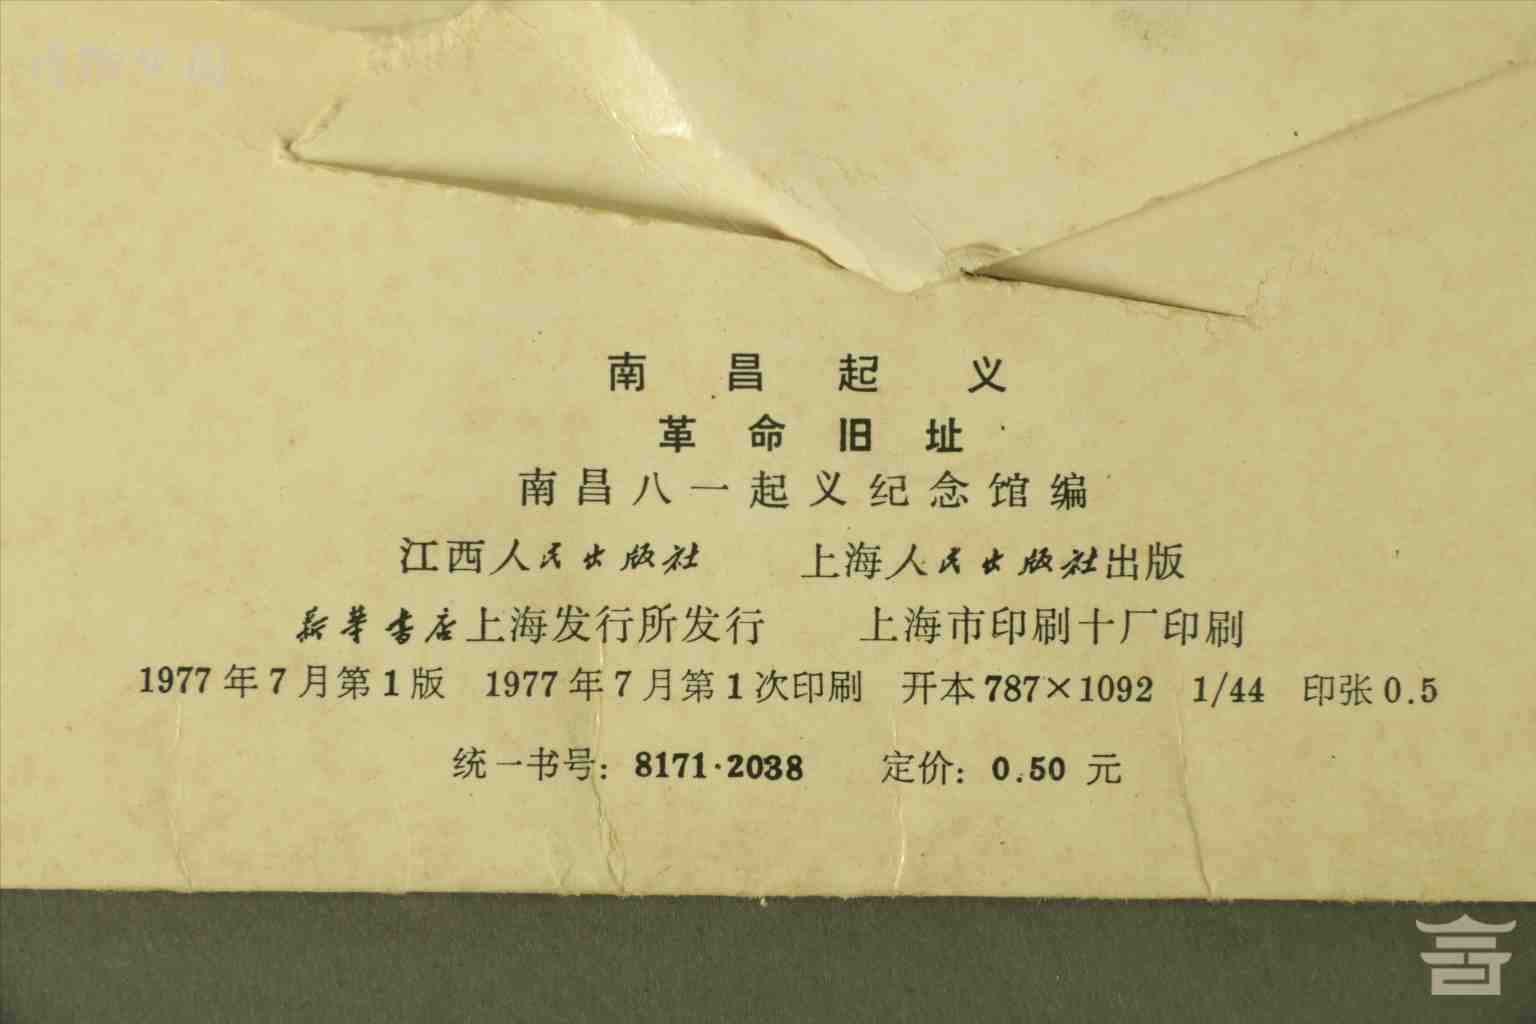 南昌起义
革命旧址
南昌八一起义纪念馆编
江西人民出版社 上海人民出版社出版
新华书店上海发行所发行 上海市印刷十厂印刷
1977年7月第1版 1977年7月第1次印刷 开本787×1092 1/44 印张0.5
统一书号：8171·2038 定价：0.50 元